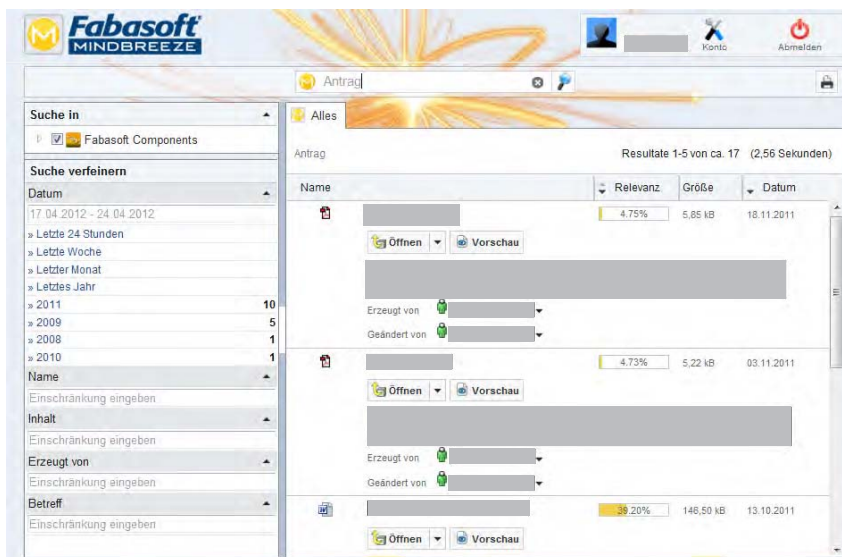 Fabasoft
MINDBREEZE
Konto
Abmelden
Antrag
Suche in
Fabasoft Components
Suche verfeinern
Datum
17.04.2012 - 24.04.2012
» Letzte 24 Stunden
» Letzte Woche
» Letzter Monat
» Letztes Jahr
» 2011 10
» 2009 5
» 2008 1
» 2010 1
Name
Einschränkung eingeben
Inhalt
Einschränkung eingeben
Erzeugt von
Einschränkung eingeben
Betreff
Einschränkung eingeben
Alles
Antrag Resultate 1-5 von ca. 17 (2,56 Sekunden)
Name Relevanz Größe Datum
4.75% 5,85 kB 18.11.2011
Öffnen Vorschau
Erzeugt von
Geändert von
4.73% 5,22 kB 03.11.2011
Öffnen Vorschau
Erzeugt von
Geändert von
39.20% 146,50 kB 13.10.2011
Öffnen Vorschau